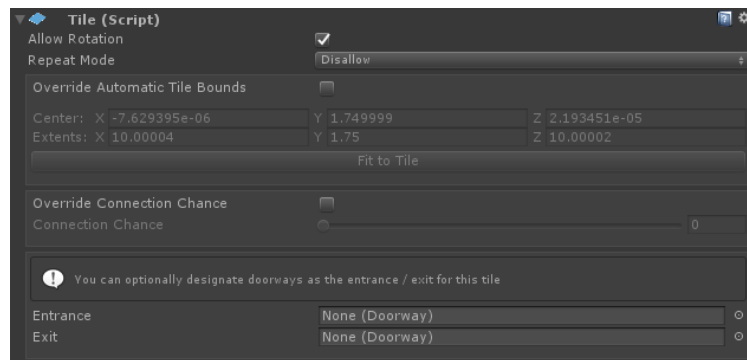 Tile (Script)
Allow Rotation
Repeat Mode Disallow
Override Automatic Tile Bounds
Center: X -7.629395e-06 Y 1.749999 Z 2.193451e-05
Extents: X 10.00004 Y 1.75 Z 10.00002
Fit to Tile
Override Connection Chance
Connection Chance 0
You can optionally designate doorways as the entrance / exit for this tile
Entrance None (Doorway)
Exit None (Doorway)